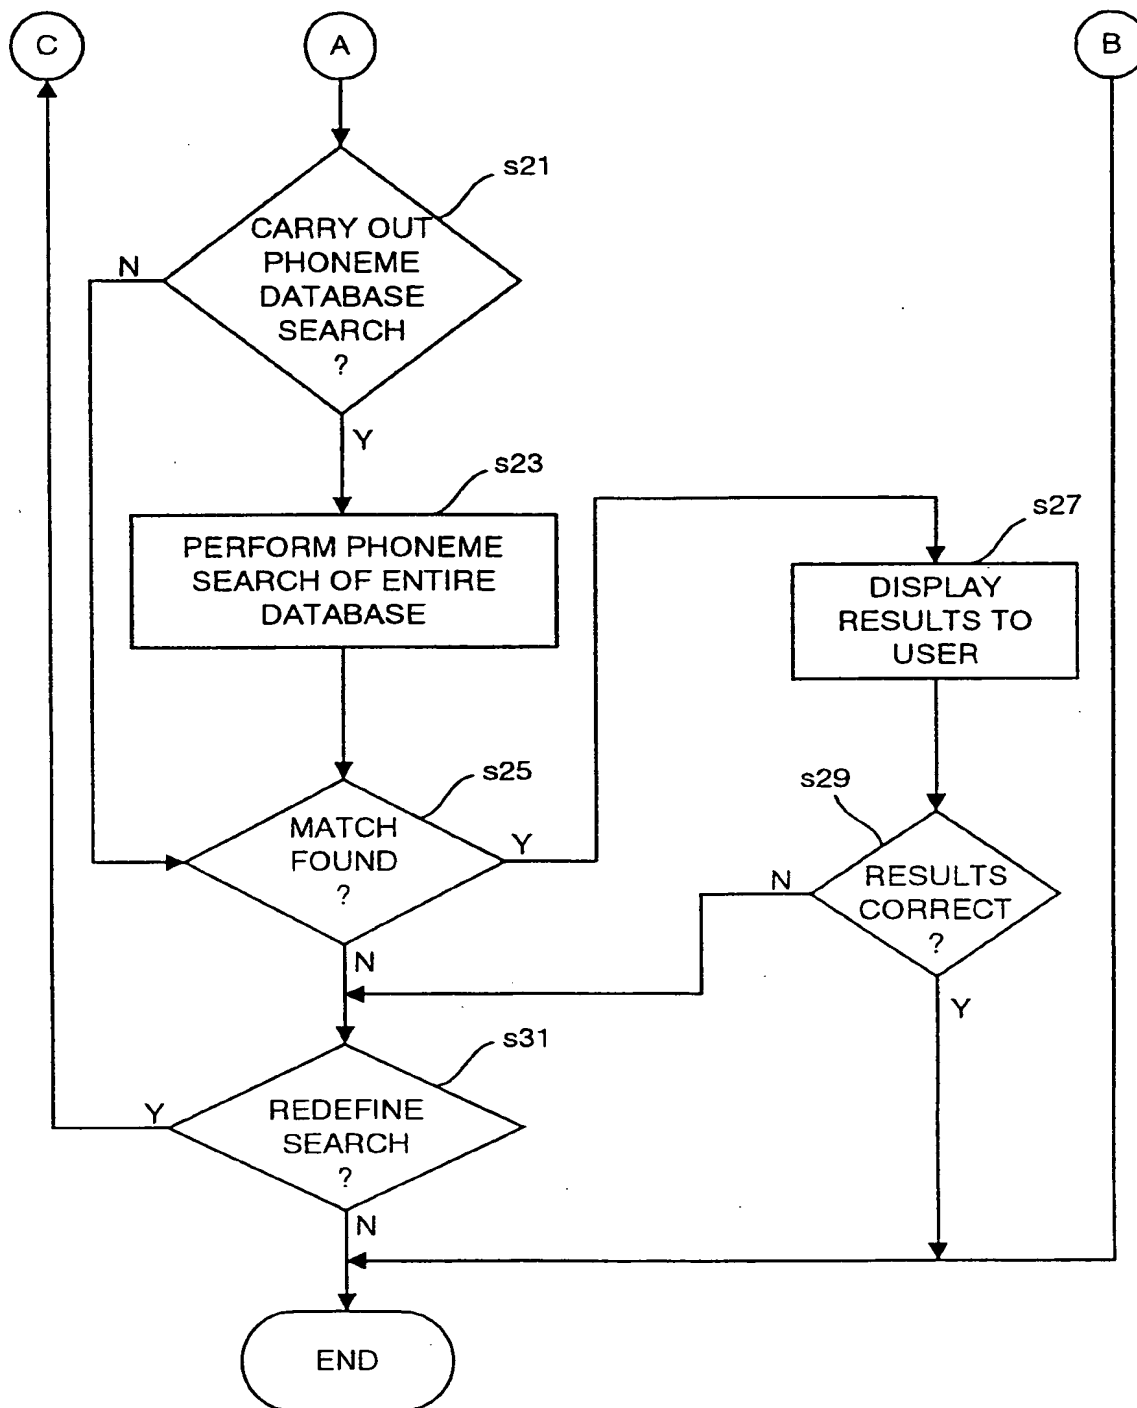 C
A
B
s21
CARRY OUT
PHONEME
DATABASE
SEARCH
?
N
Y
s23
PERFORM PHONEME
SEARCH OF ENTIRE
DATABASE
s27
DISPLAY
RESULTS TO
USER
s25
MATCH
FOUND
?
Y
N
s29
RESULTS
CORRECT
?
N
Y
s31
REDEFINE
SEARCH
?
Y
N
END